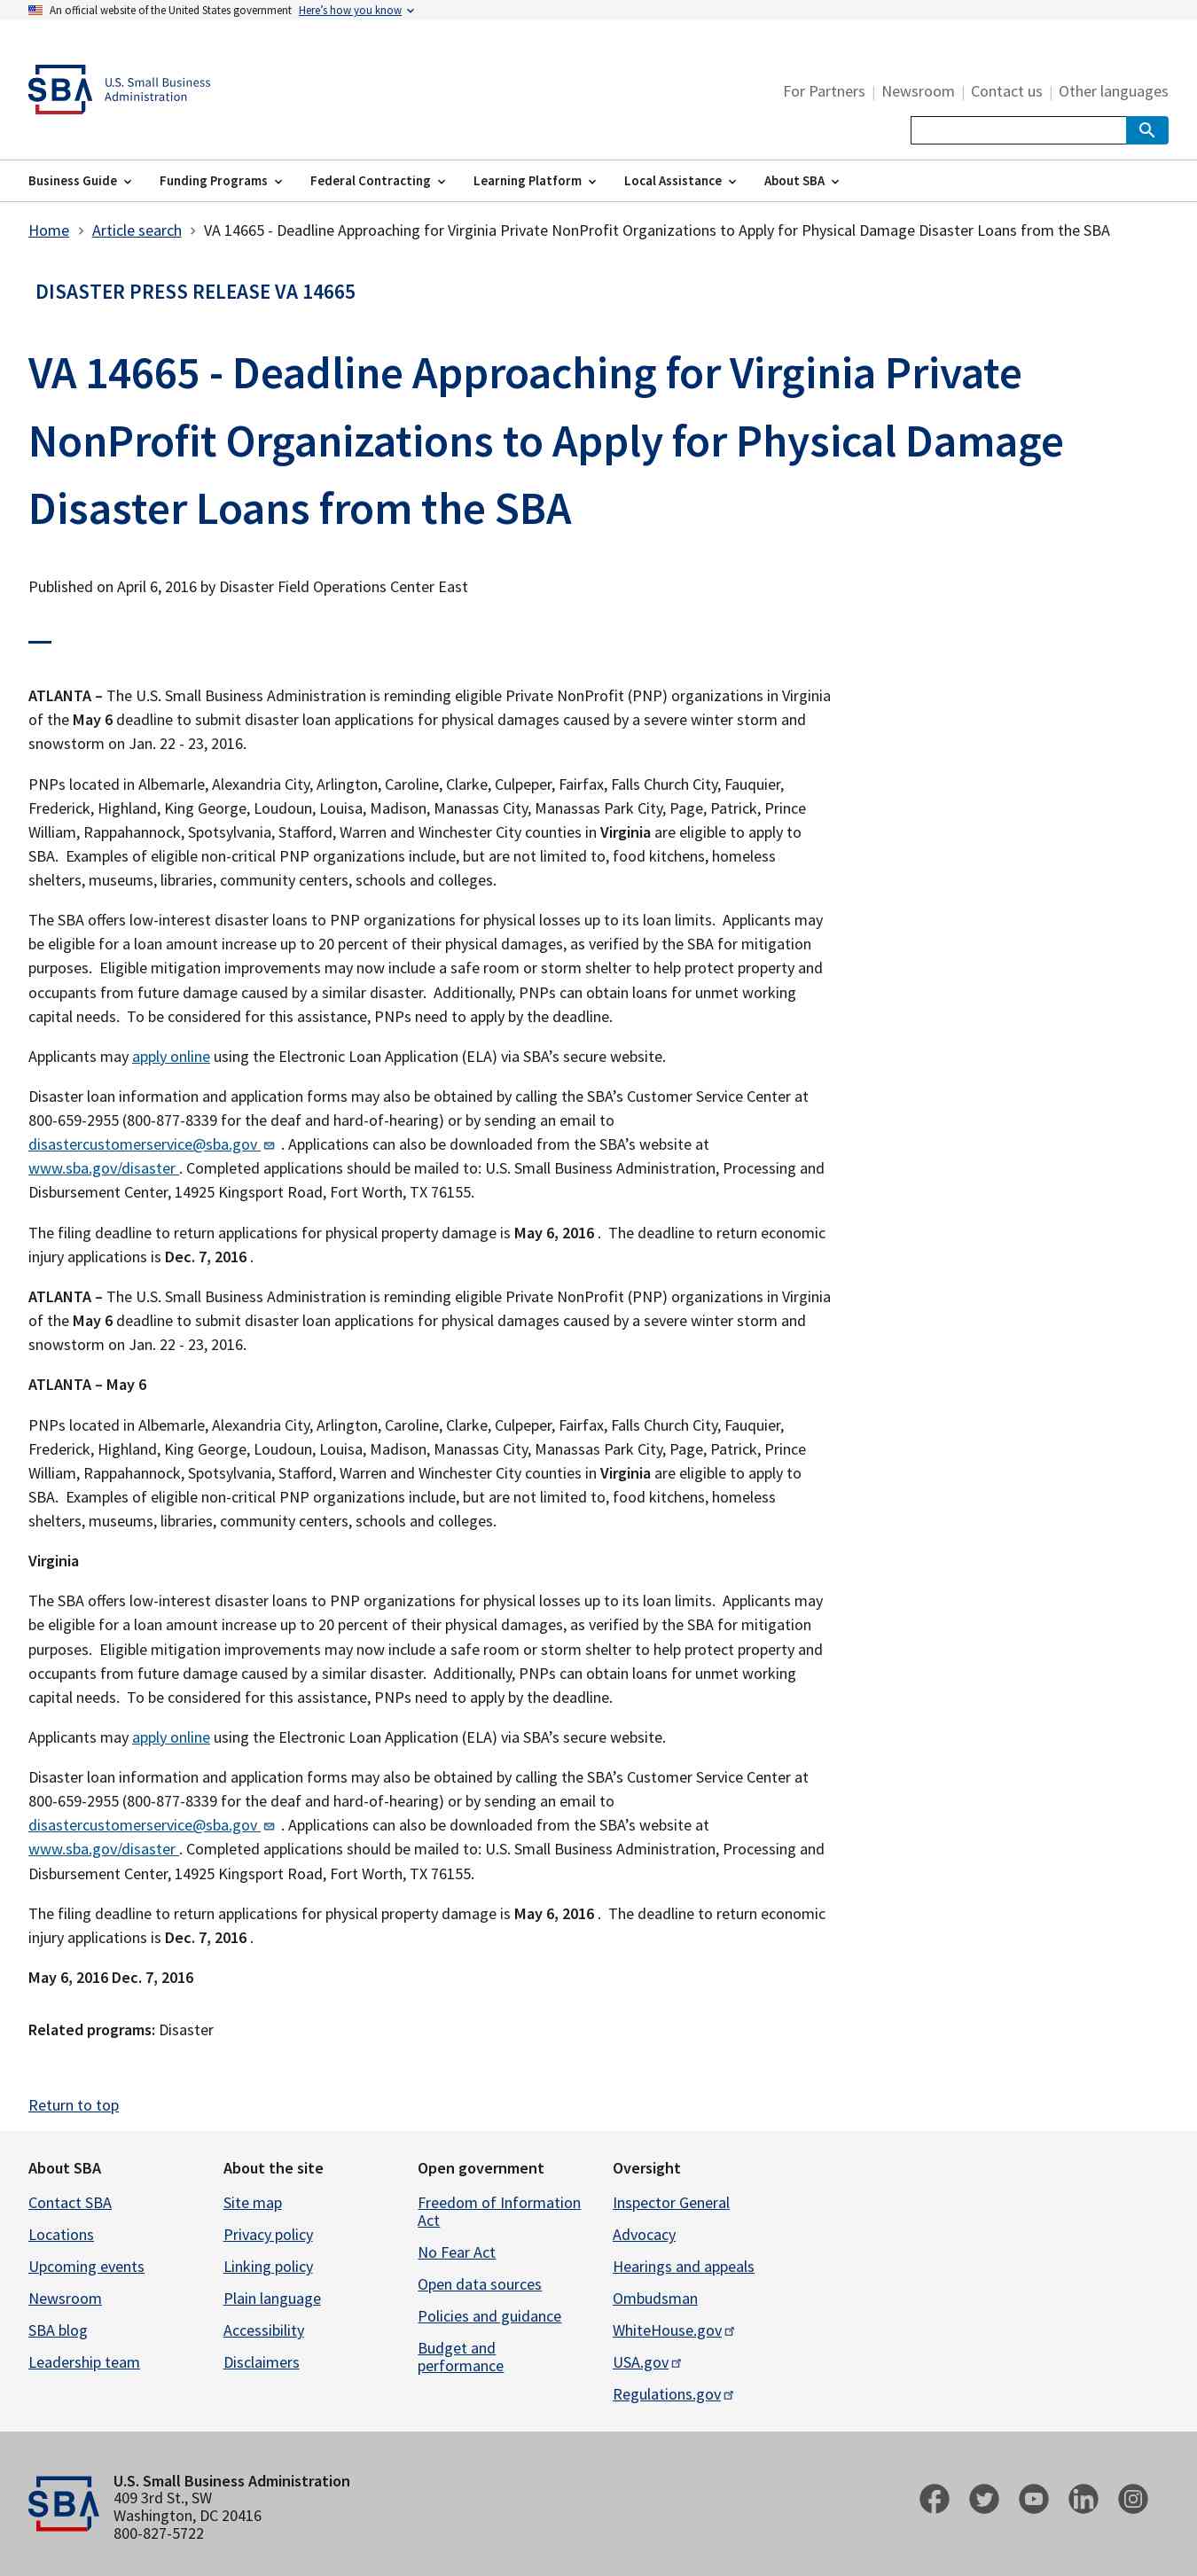 An official website of the United States government Here's how you know
SBA U.S. Small Business
Administration
For Partners | Newsroom | Contact us | Other languages
Business Guide Funding Programs Federal Contracting Learning Platform Local Assistance About SBA
Home > Article search > VA 14665 - Deadline Approaching for Virginia Private NonProfit Organizations to Apply for Physical Damage Disaster Loans from the SBA
DISASTER PRESS RELEASE VA 14665
VA 14665 - Deadline Approaching for Virginia Private
NonProfit Organizations to Apply for Physical Damage
Disaster Loans from the SBA
Published on April 6, 2016 by Disaster Field Operations Center East
ATLANTA – The U.S. Small Business Administration is reminding eligible Private NonProfit (PNP) organizations in Virginia
of the May 6 deadline to submit disaster loan applications for physical damages caused by a severe winter storm and
snowstorm on Jan. 22 - 23, 2016.
PNPs located in Albemarle, Alexandria City, Arlington, Caroline, Clarke, Culpeper, Fairfax, Falls Church City, Fauquier,
Frederick, Highland, King George, Loudoun, Louisa, Madison, Manassas City, Manassas Park City, Page, Patrick, Prince
William, Rappahannock, Spotsylvania, Stafford, Warren and Winchester City counties in Virginia are eligible to apply to
SBA.  Examples of eligible non-critical PNP organizations include, but are not limited to, food kitchens, homeless
shelters, museums, libraries, community centers, schools and colleges.
The SBA offers low-interest disaster loans to PNP organizations for physical losses up to its loan limits.  Applicants may
be eligible for a loan amount increase up to 20 percent of their physical damages, as verified by the SBA for mitigation
purposes.  Eligible mitigation improvements may now include a safe room or storm shelter to help protect property and
occupants from future damage caused by a similar disaster.  Additionally, PNPs can obtain loans for unmet working
capital needs.  To be considered for this assistance, PNPs need to apply by the deadline.
Applicants may apply online using the Electronic Loan Application (ELA) via SBA’s secure website.
Disaster loan information and application forms may also be obtained by calling the SBA’s Customer Service Center at
800-659-2955 (800-877-8339 for the deaf and hard-of-hearing) or by sending an email to
disastercustomerservice@sba.gov . Applications can also be downloaded from the SBA’s website at
www.sba.gov/disaster . Completed applications should be mailed to: U.S. Small Business Administration, Processing and
Disbursement Center, 14925 Kingsport Road, Fort Worth, TX 76155.
The filing deadline to return applications for physical property damage is May 6, 2016 .  The deadline to return economic
injury applications is Dec. 7, 2016 .
ATLANTA – The U.S. Small Business Administration is reminding eligible Private NonProfit (PNP) organizations in Virginia
of the May 6 deadline to submit disaster loan applications for physical damages caused by a severe winter storm and
snowstorm on Jan. 22 - 23, 2016.
ATLANTA – May 6
PNPs located in Albemarle, Alexandria City, Arlington, Caroline, Clarke, Culpeper, Fairfax, Falls Church City, Fauquier,
Frederick, Highland, King George, Loudoun, Louisa, Madison, Manassas City, Manassas Park City, Page, Patrick, Prince
William, Rappahannock, Spotsylvania, Stafford, Warren and Winchester City counties in Virginia are eligible to apply to
SBA.  Examples of eligible non-critical PNP organizations include, but are not limited to, food kitchens, homeless
shelters, museums, libraries, community centers, schools and colleges.
Virginia
The SBA offers low-interest disaster loans to PNP organizations for physical losses up to its loan limits.  Applicants may
be eligible for a loan amount increase up to 20 percent of their physical damages, as verified by the SBA for mitigation
purposes.  Eligible mitigation improvements may now include a safe room or storm shelter to help protect property and
occupants from future damage caused by a similar disaster.  Additionally, PNPs can obtain loans for unmet working
capital needs.  To be considered for this assistance, PNPs need to apply by the deadline.
Applicants may apply online using the Electronic Loan Application (ELA) via SBA’s secure website.
Disaster loan information and application forms may also be obtained by calling the SBA’s Customer Service Center at
800-659-2955 (800-877-8339 for the deaf and hard-of-hearing) or by sending an email to
disastercustomerservice@sba.gov . Applications can also be downloaded from the SBA’s website at
www.sba.gov/disaster . Completed applications should be mailed to: U.S. Small Business Administration, Processing and
Disbursement Center, 14925 Kingsport Road, Fort Worth, TX 76155.
The filing deadline to return applications for physical property damage is May 6, 2016 .  The deadline to return economic
injury applications is Dec. 7, 2016 .
May 6, 2016 Dec. 7, 2016
Related programs: Disaster
Return to top
About SBA
Contact SBA
Locations
Upcoming events
Newsroom
SBA blog
Leadership team
About the site
Site map
Privacy policy
Linking policy
Plain language
Accessibility
Disclaimers
Open government
Freedom of Information
Act
No Fear Act
Open data sources
Policies and guidance
Budget and
performance
Oversight
Inspector General
Advocacy
Hearings and appeals
Ombudsman
WhiteHouse.gov
USA.gov
Regulations.gov
SBA
U.S. Small Business Administration
409 3rd St., SW
Washington, DC 20416
800-827-5722